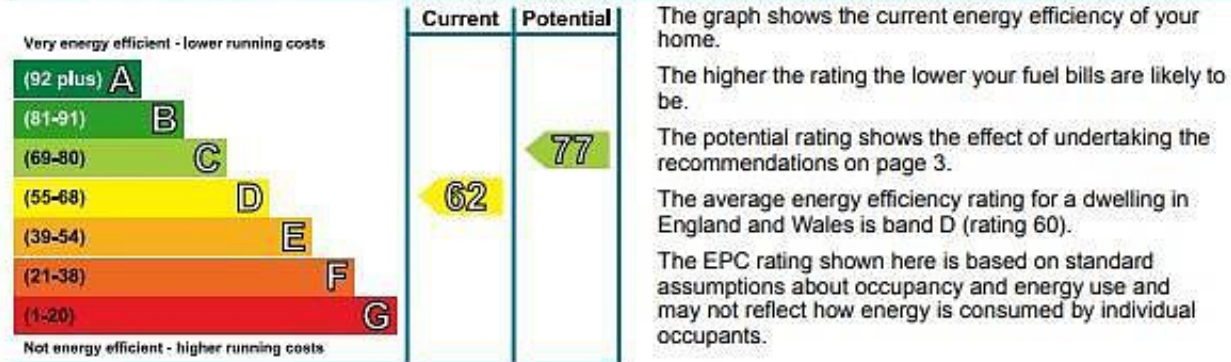 Current Potential
Very energy efficient - lower running costs
(92 plus) A
(81-91) B
(69-80) C
(55-68) D
(39-54) E
(21-38) F
(1-20) G
Not energy efficient - higher running costs
62
77
The graph shows the current energy efficiency of your
home.
The higher the rating the lower your fuel bills are likely to
be.
The potential rating shows the effect of undertaking the
recommendations on page 3.
The average energy efficiency rating for a dwelling in
England and Wales is band D (rating 60).
The EPC rating shown here is based on standard
assumptions about occupancy and energy use and
may not reflect how energy is consumed by individual
occupants.